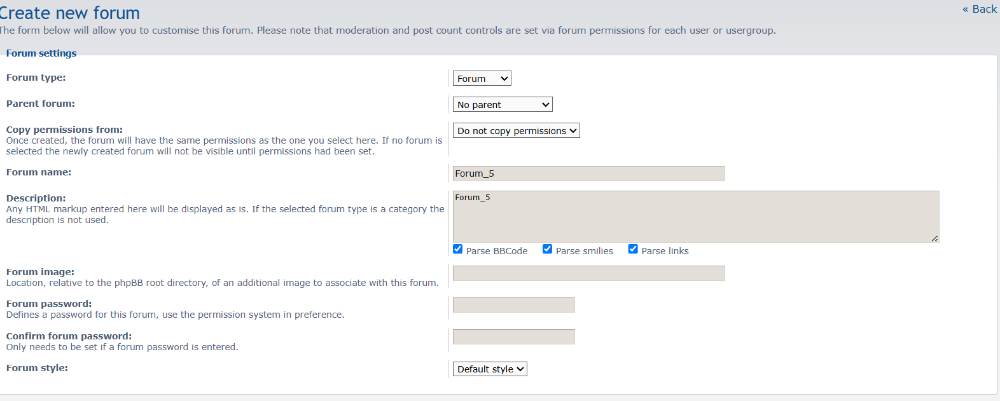 Create new forum
« Back
The form below will allow you to customise this forum. Please note that moderation and post count controls are set via forum permissions for each user or usergroup.
Forum settings
Forum type:
Forum
Parent forum:
No parent
Copy permissions from:
Do not copy permissions
Once created, the forum will have the same permissions as the one you select here. If no forum is
selected the newly created forum will not be visible until permissions had been set.
Forum name:
Forum_5
Description:
Forum_5
Any HTML markup entered here will be displayed as is. If the selected forum type is a category the
description is not used.
Parse BBCode Parse smilies Parse links
Forum image:
Location, relative to the phpBB root directory, of an additional image to associate with this forum.
Forum password:
Defines a password for this forum, use the permission system in preference.
Confirm forum password:
Only needs to be set if a forum password is entered.
Forum style:
Default style